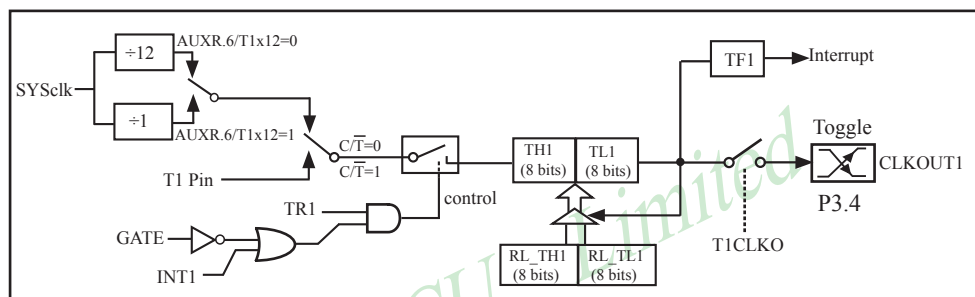 ÷12
AUXR.6/T1x12=0
SYSclk
÷1
AUXR.6/T1x12=1
C/T̅=0
C/T̅=1
T1 Pin
TR1
control
GATE
INT1
TH1
(8 bits)
TL1
(8 bits)
RL_TH1
(8 bits)
RL_TL1
(8 bits)
TF1
Interrupt
Toggle
CLKOUT1
P3.4
T1CLKO
Limited